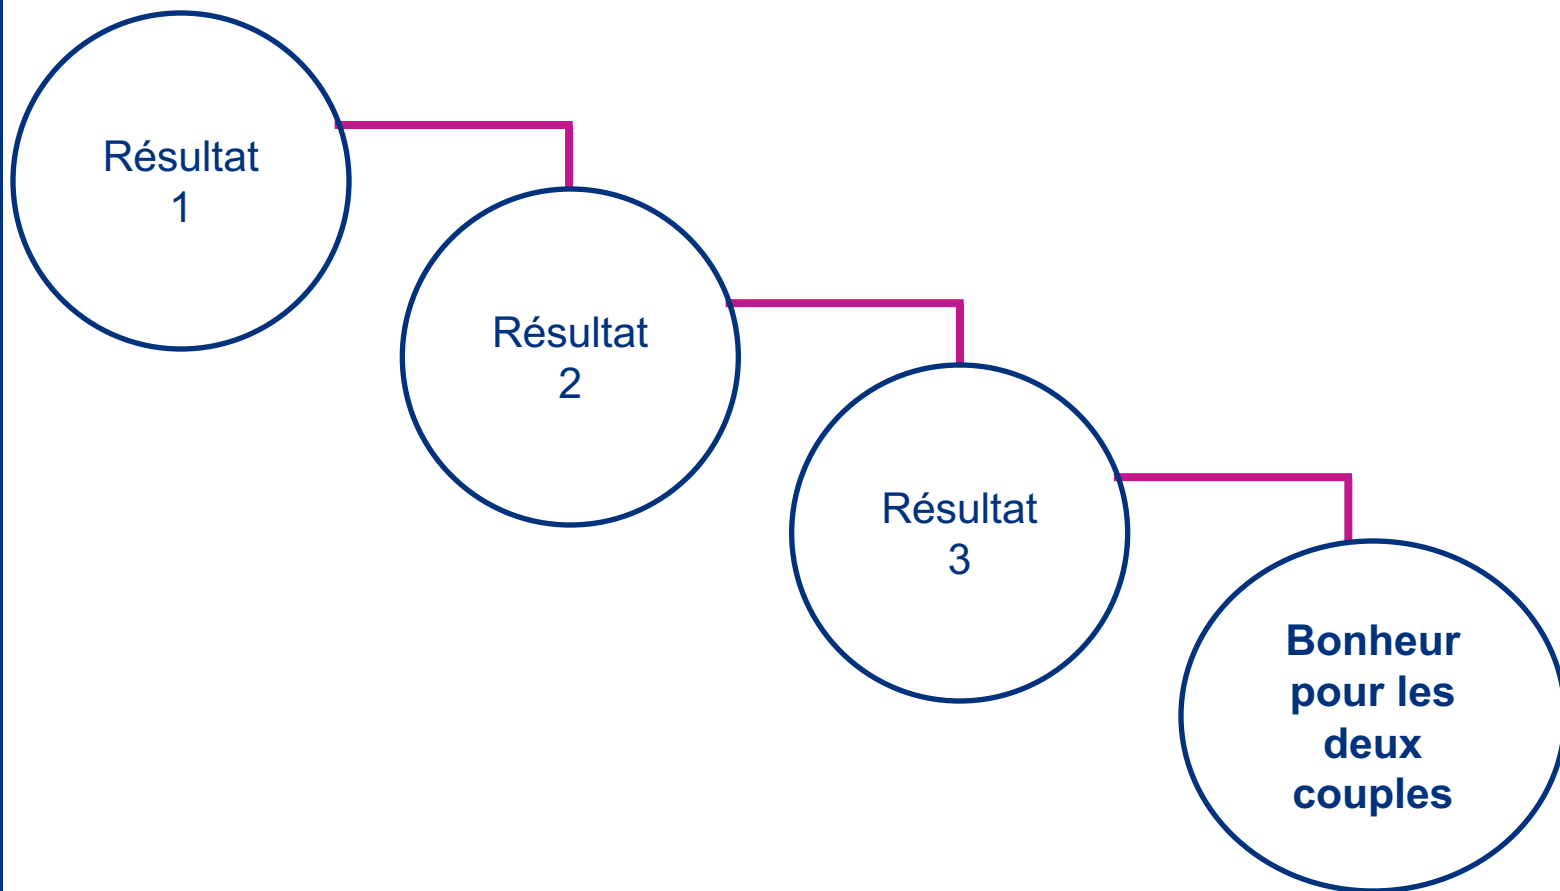 Résultat
1
Résultat
2
Résultat
3
Bonheur
pour les
deux
couples